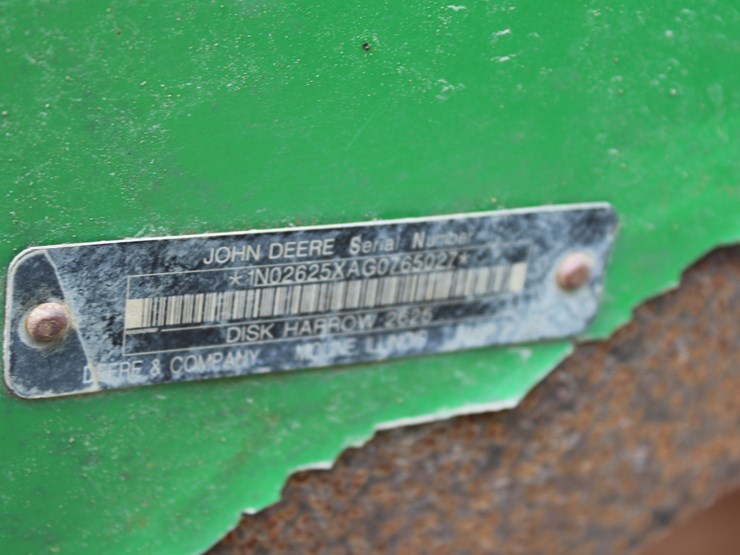 JOHN DEERE Serial Number
*1N02625XAG0765027*
DISK HARROW 2625
DEERE & COMPANY MOLINE ILLINOIS